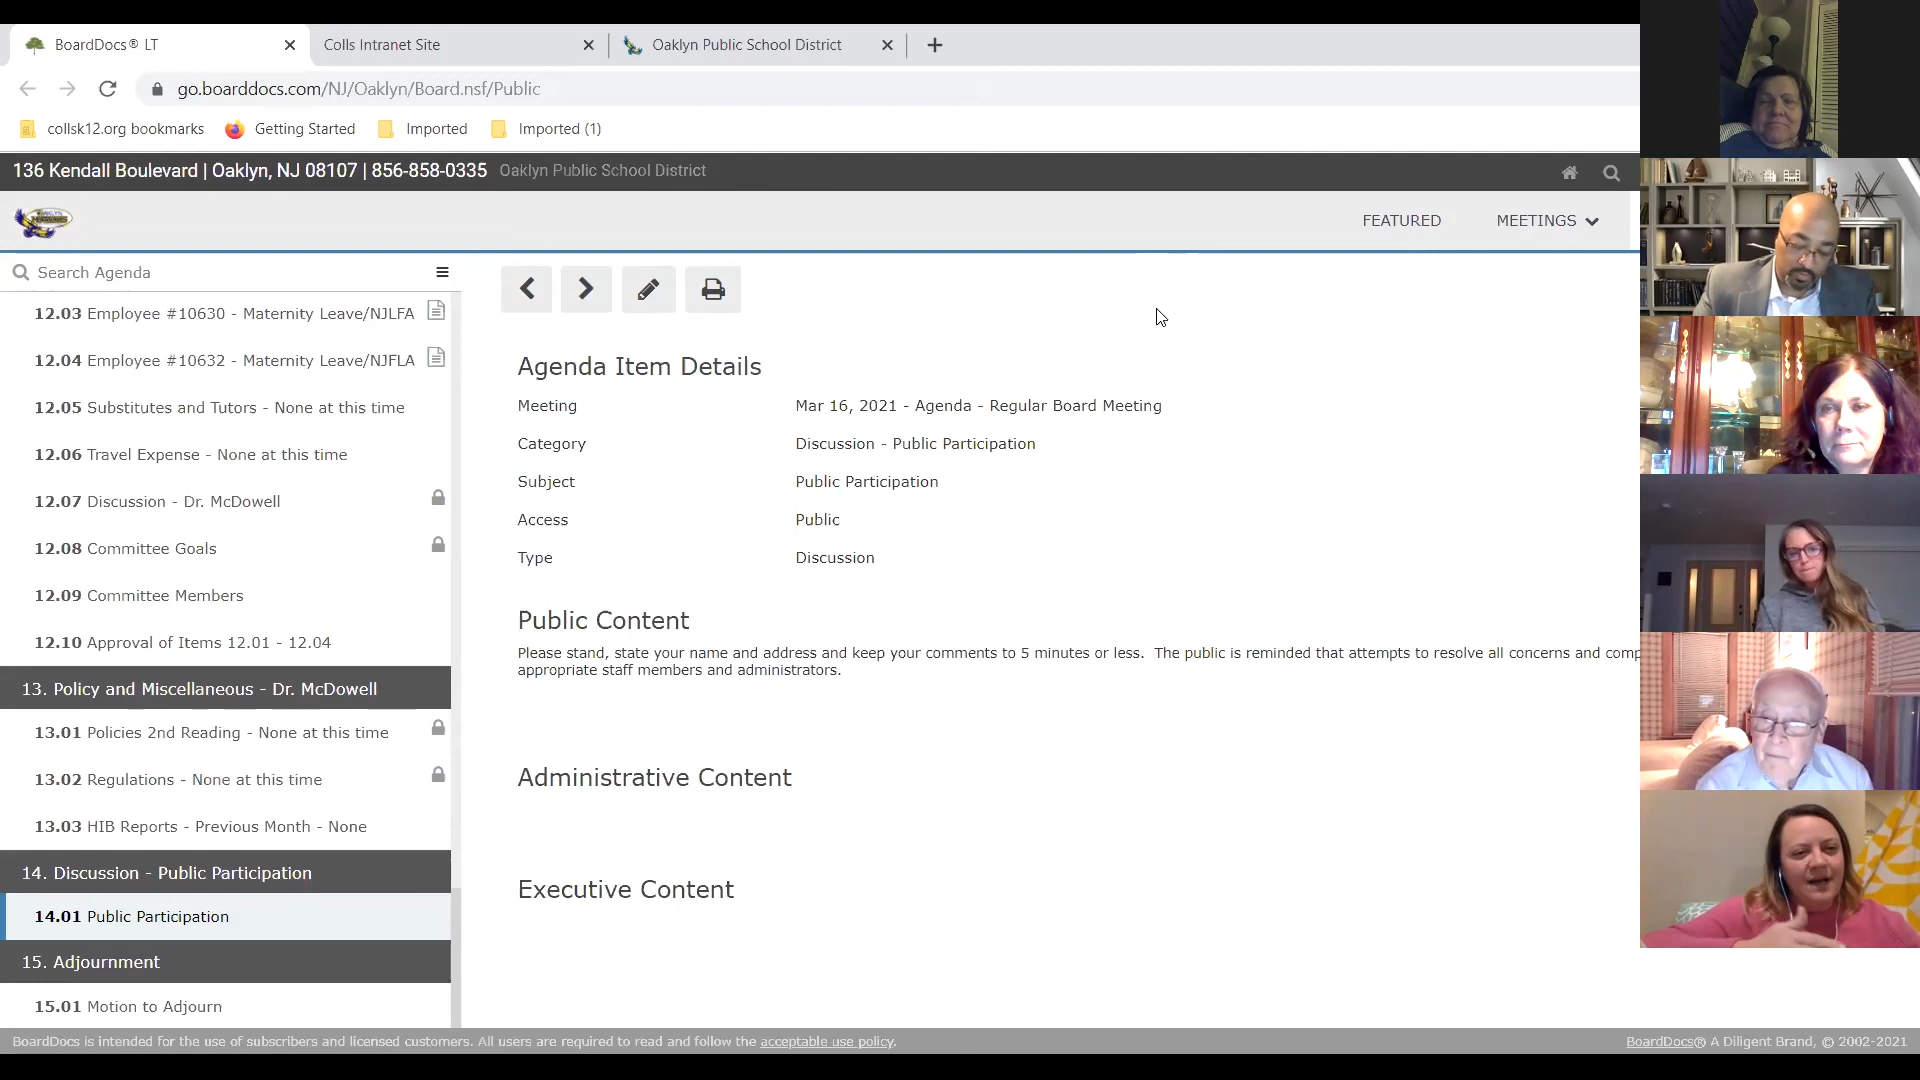 BoardDocs® LT
Colls Intranet Site
Oaklyn Public School District
go.boarddocs.com/NJ/Oaklyn/Board.nsf/Public
collsk12.org bookmarks
Getting Started
Imported
Imported (1)
136 Kendall Boulevard | Oaklyn, NJ 08107 | 856-858-0335 Oaklyn Public School District
FEATURED
MEETINGS
Search Agenda
12.03 Employee #10630 - Maternity Leave/NJLFA
12.04 Employee #10632 - Maternity Leave/NJFLA
12.05 Substitutes and Tutors - None at this time
12.06 Travel Expense - None at this time
12.07 Discussion - Dr. McDowell
12.08 Committee Goals
12.09 Committee Members
12.10 Approval of Items 12.01 - 12.04
13. Policy and Miscellaneous - Dr. McDowell
13.01 Policies 2nd Reading - None at this time
13.02 Regulations - None at this time
13.03 HIB Reports - Previous Month - None
14. Discussion - Public Participation
14.01 Public Participation
15. Adjournment
15.01 Motion to Adjourn
Agenda Item Details
Meeting Mar 16, 2021 - Agenda - Regular Board Meeting
Category Discussion - Public Participation
Subject Public Participation
Access Public
Type Discussion
Public Content
Please stand, state your name and address and keep your comments to 5 minutes or less. The public is reminded that attempts to resolve all concerns and comp
appropriate staff members and administrators.
Administrative Content
Executive Content
BoardDocs is intended for the use of subscribers and licensed customers. All users are required to read and follow the acceptable use policy.
BoardDocs® A Diligent Brand, © 2002-2021